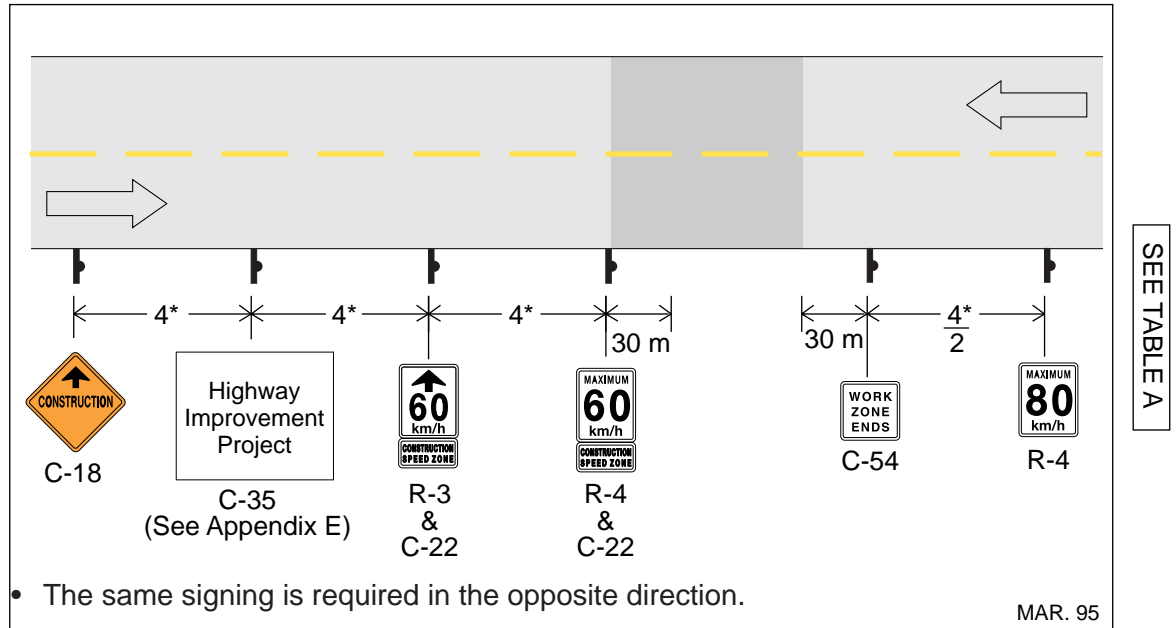 4*
4*
4*
30 m
30 m
4*
2
CONSTRUCTION
C-18
Highway
Improvement
Project
C-35
(See Appendix E)
60
km/h
CONSTRUCTION
SPEED ZONE
R-3
&
C-22
MAXIMUM
60
km/h
CONSTRUCTION
SPEED ZONE
R-4
&
C-22
WORK
ZONE
ENDS
C-54
MAXIMUM
80
km/h
R-4
• The same signing is required in the opposite direction.
MAR. 95
SEE TABLE A